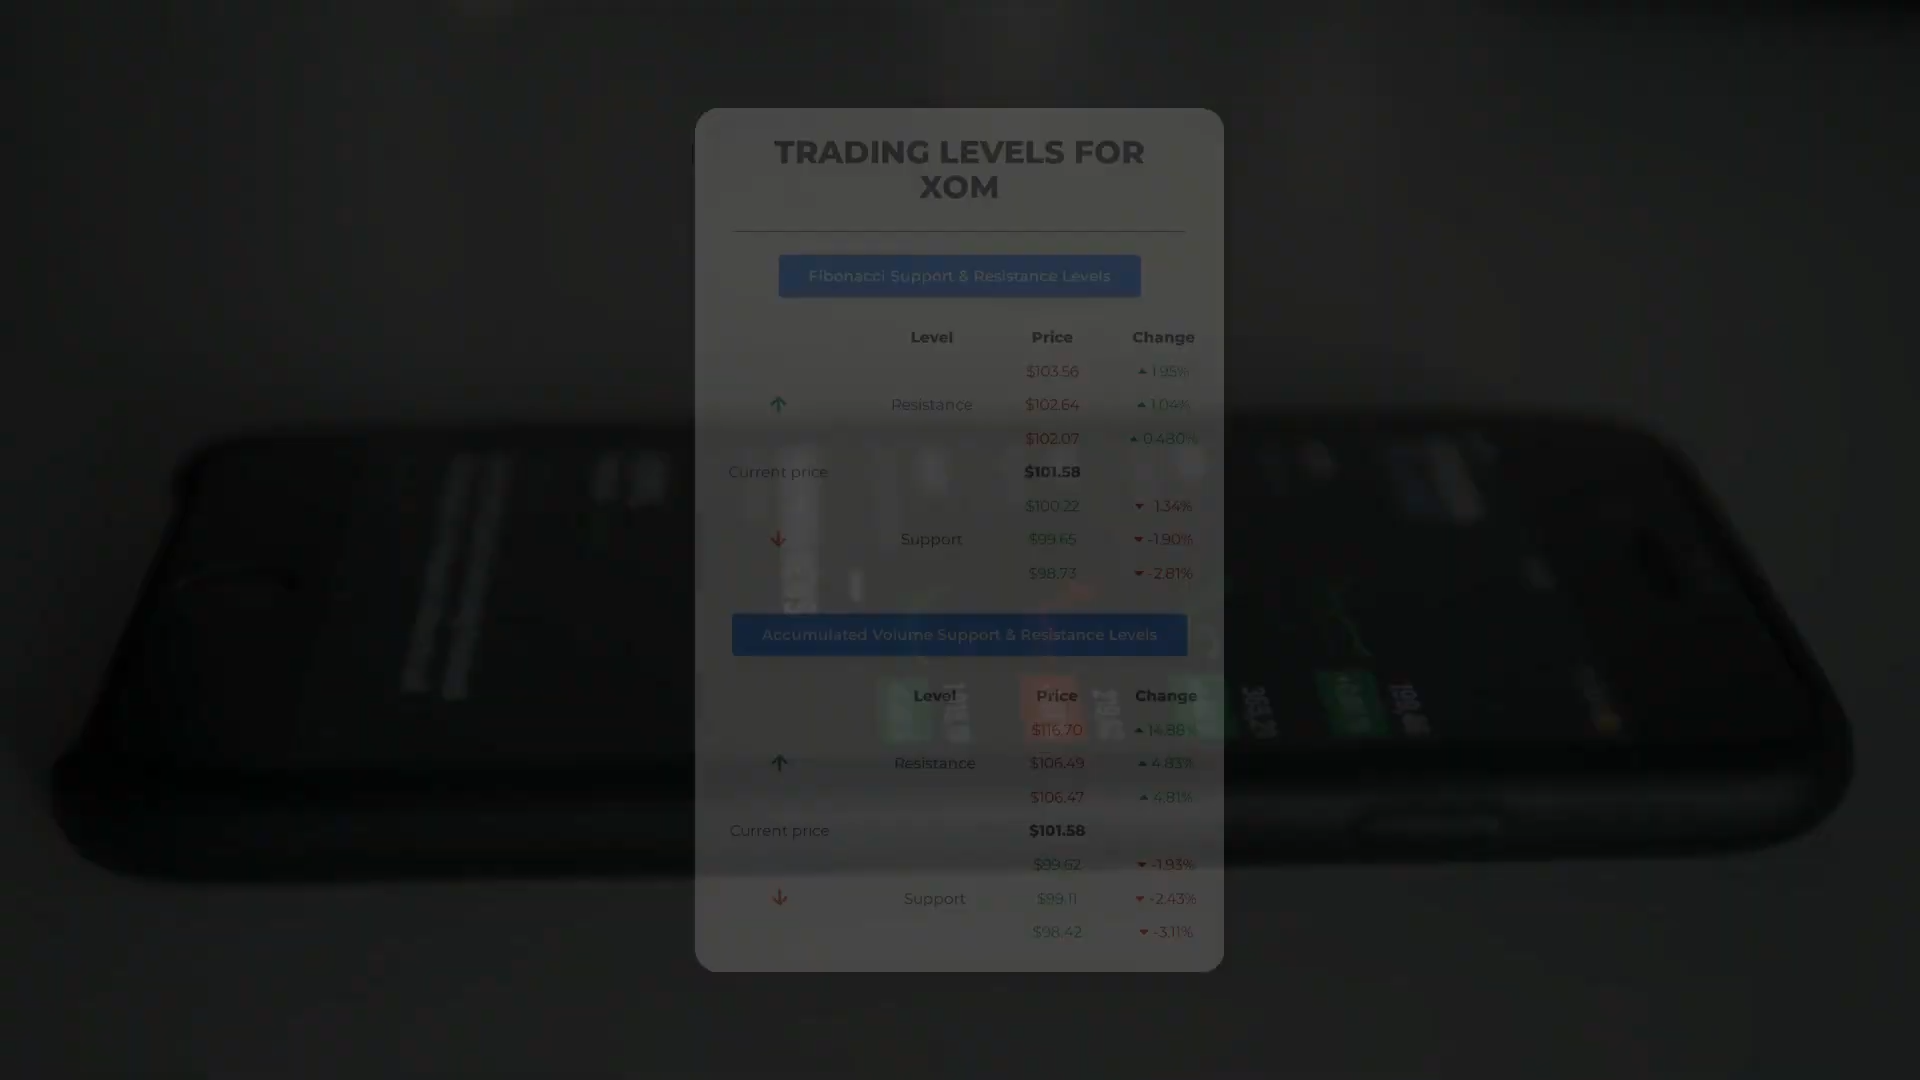 TRADING LEVELS FOR
XOM
Fibonacci Support & Resistance Levels
Level Price Change
$103.56 ▲ 1.95%
↑ Resistance $102.64 ▲ 1.04%
$102.07 ▲ 0.480%
Current price $101.58
$100.22 ▼ -1.34%
↓ Support $99.65 ▼ -1.90%
$98.73 ▼ -2.81%
Accumulated Volume Support & Resistance Levels
Level Price Change
$116.70 ▲ 14.88%
↑ Resistance $106.49 ▲ 4.83%
$106.47 ▲ 4.81%
Current price $101.58
$99.62 ▼ -1.93%
↓ Support $99.11 ▼ -2.43%
$98.42 ▼ -3.11%